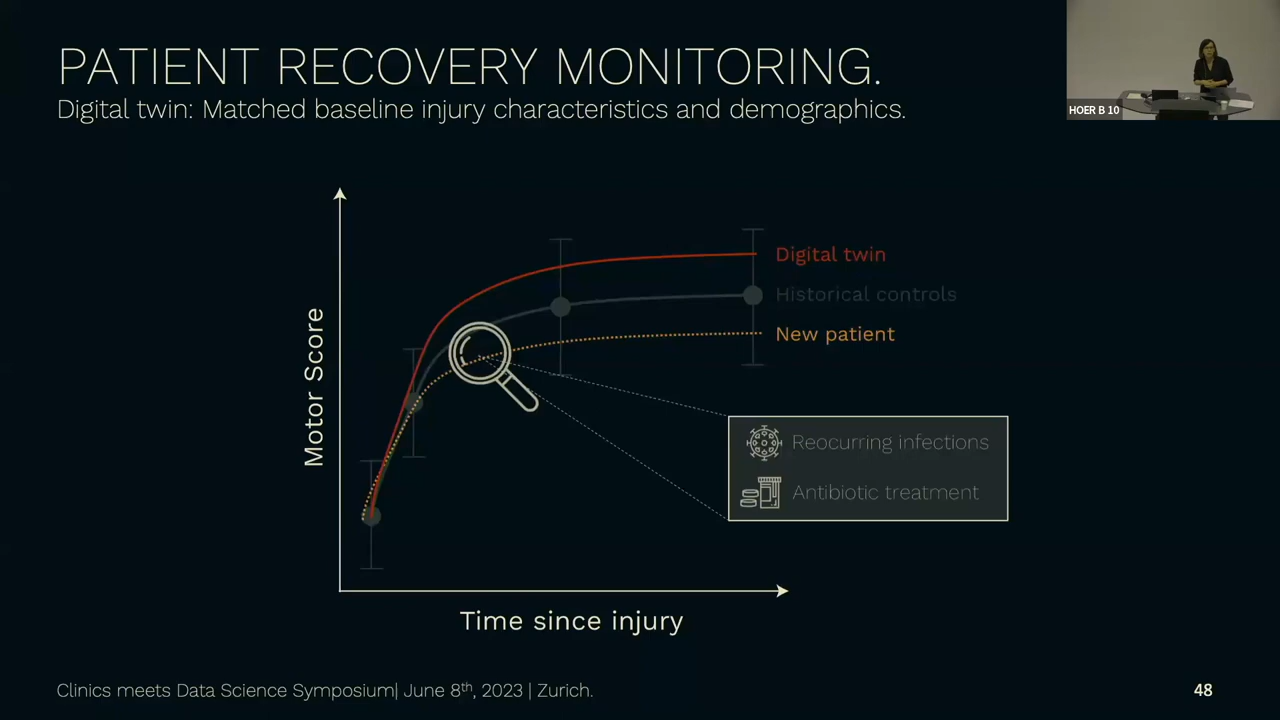 PATIENT RECOVERY MONITORING.
Digital twin: Matched baseline injury characteristics and demographics.
HOER B 10
Motor Score
Digital twin
Historical controls
New patient
Reocurring infections
Antibiotic treatment
Time since injury
Clinics meets Data Science Symposium| June 8th, 2023 | Zurich.
48